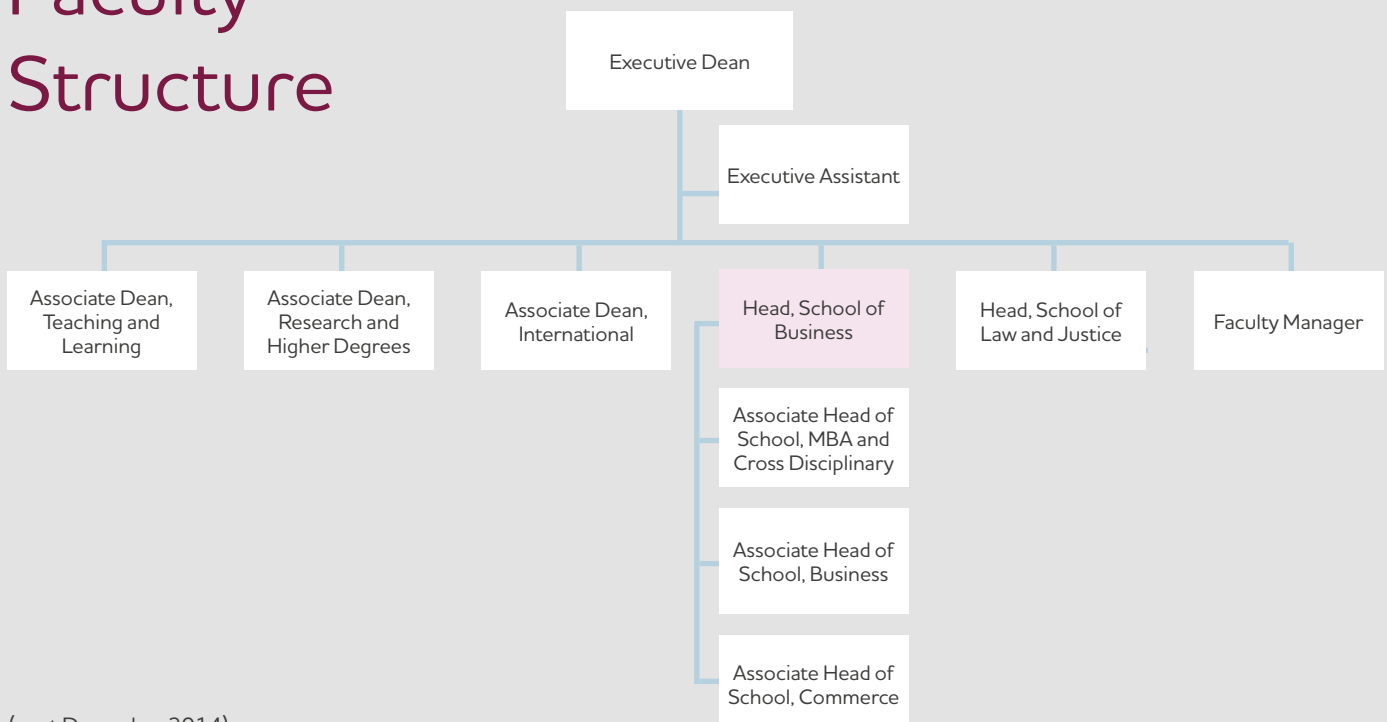 Faculty
Structure
Executive Dean
Executive Assistant
Associate Dean,
Teaching and
Learning
Associate Dean,
Research and
Higher Degrees
Associate Dean,
International
Head, School of
Business
Head, School of
Law and Justice
Faculty Manager
Associate Head of
School, MBA and
Cross Disciplinary
Associate Head of
School, Business
Associate Head of
School, Commerce
2014)